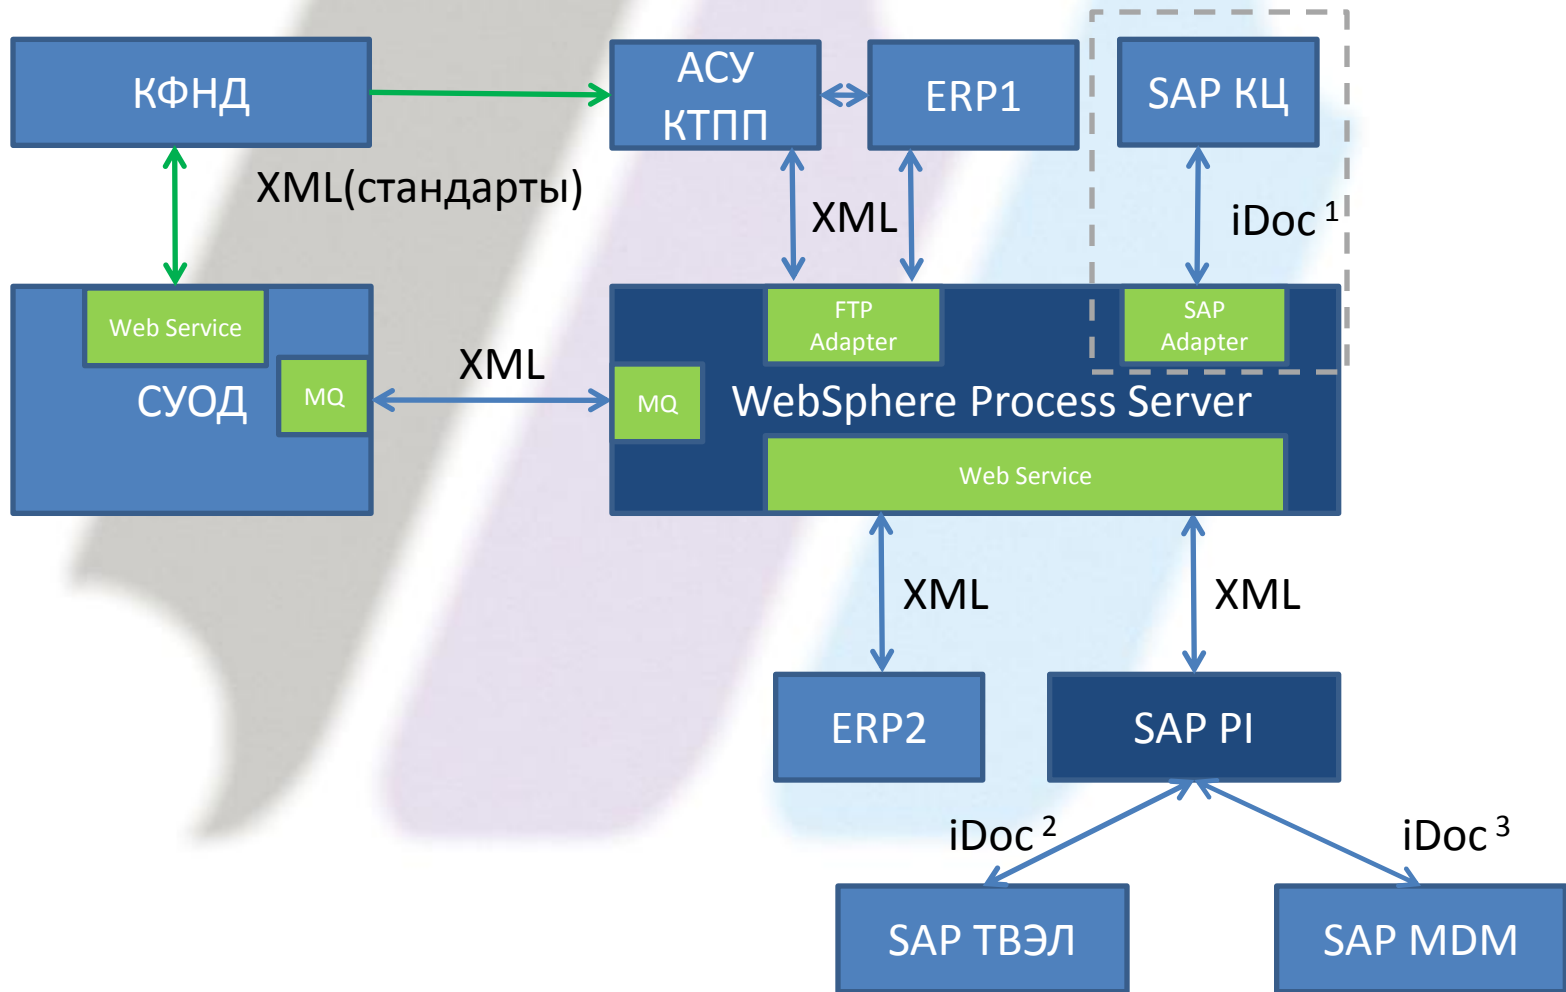 КФНД
АСУ
КТПП
ERP1
SAP КЦ
XML(стандарты)
XML
iDoc 1
Web Service
FTP
Adapter
SAP
Adapter
XML
СУОД
MQ
MQ
WebSphere Process Server
Web Service
XML
XML
ERP2
SAP PI
iDoc 2
iDoc 3
SAP ТВЭЛ
SAP MDM